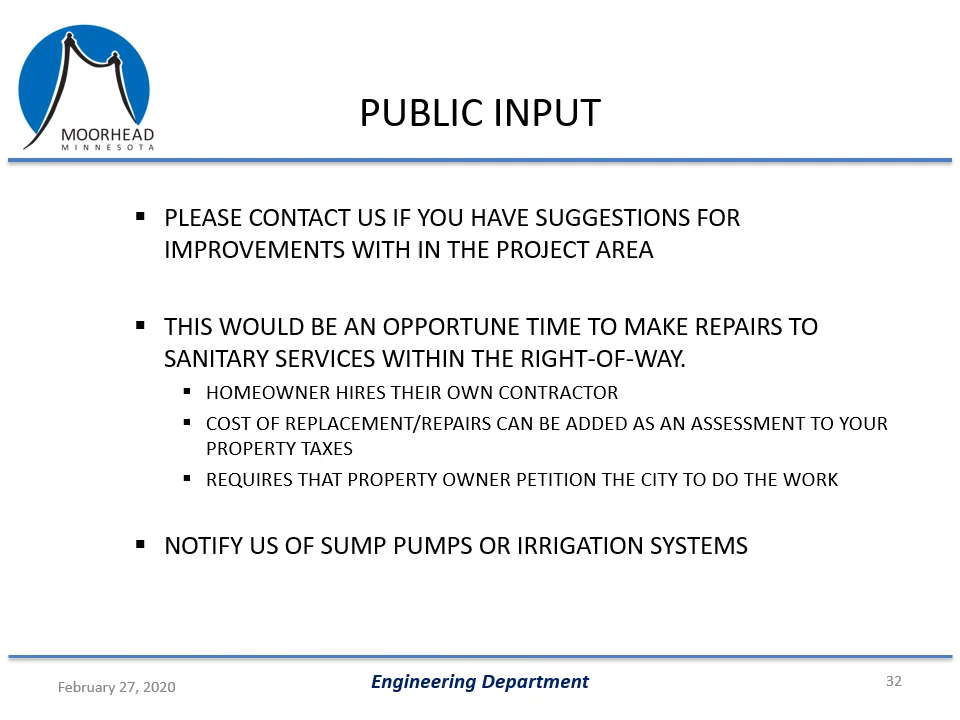 MOORHEAD
MINNESOTA
PUBLIC INPUT
▪ PLEASE CONTACT US IF YOU HAVE SUGGESTIONS FOR
IMPROVEMENTS WITH IN THE PROJECT AREA
▪ THIS WOULD BE AN OPPORTUNE TIME TO MAKE REPAIRS TO
SANITARY SERVICES WITHIN THE RIGHT-OF-WAY.
▪ HOMEOWNER HIRES THEIR OWN CONTRACTOR
▪ COST OF REPLACEMENT/REPAIRS CAN BE ADDED AS AN ASSESSMENT TO YOUR
PROPERTY TAXES
▪ REQUIRES THAT PROPERTY OWNER PETITION THE CITY TO DO THE WORK
▪ NOTIFY US OF SUMP PUMPS OR IRRIGATION SYSTEMS
February 27, 2020
Engineering Department
32